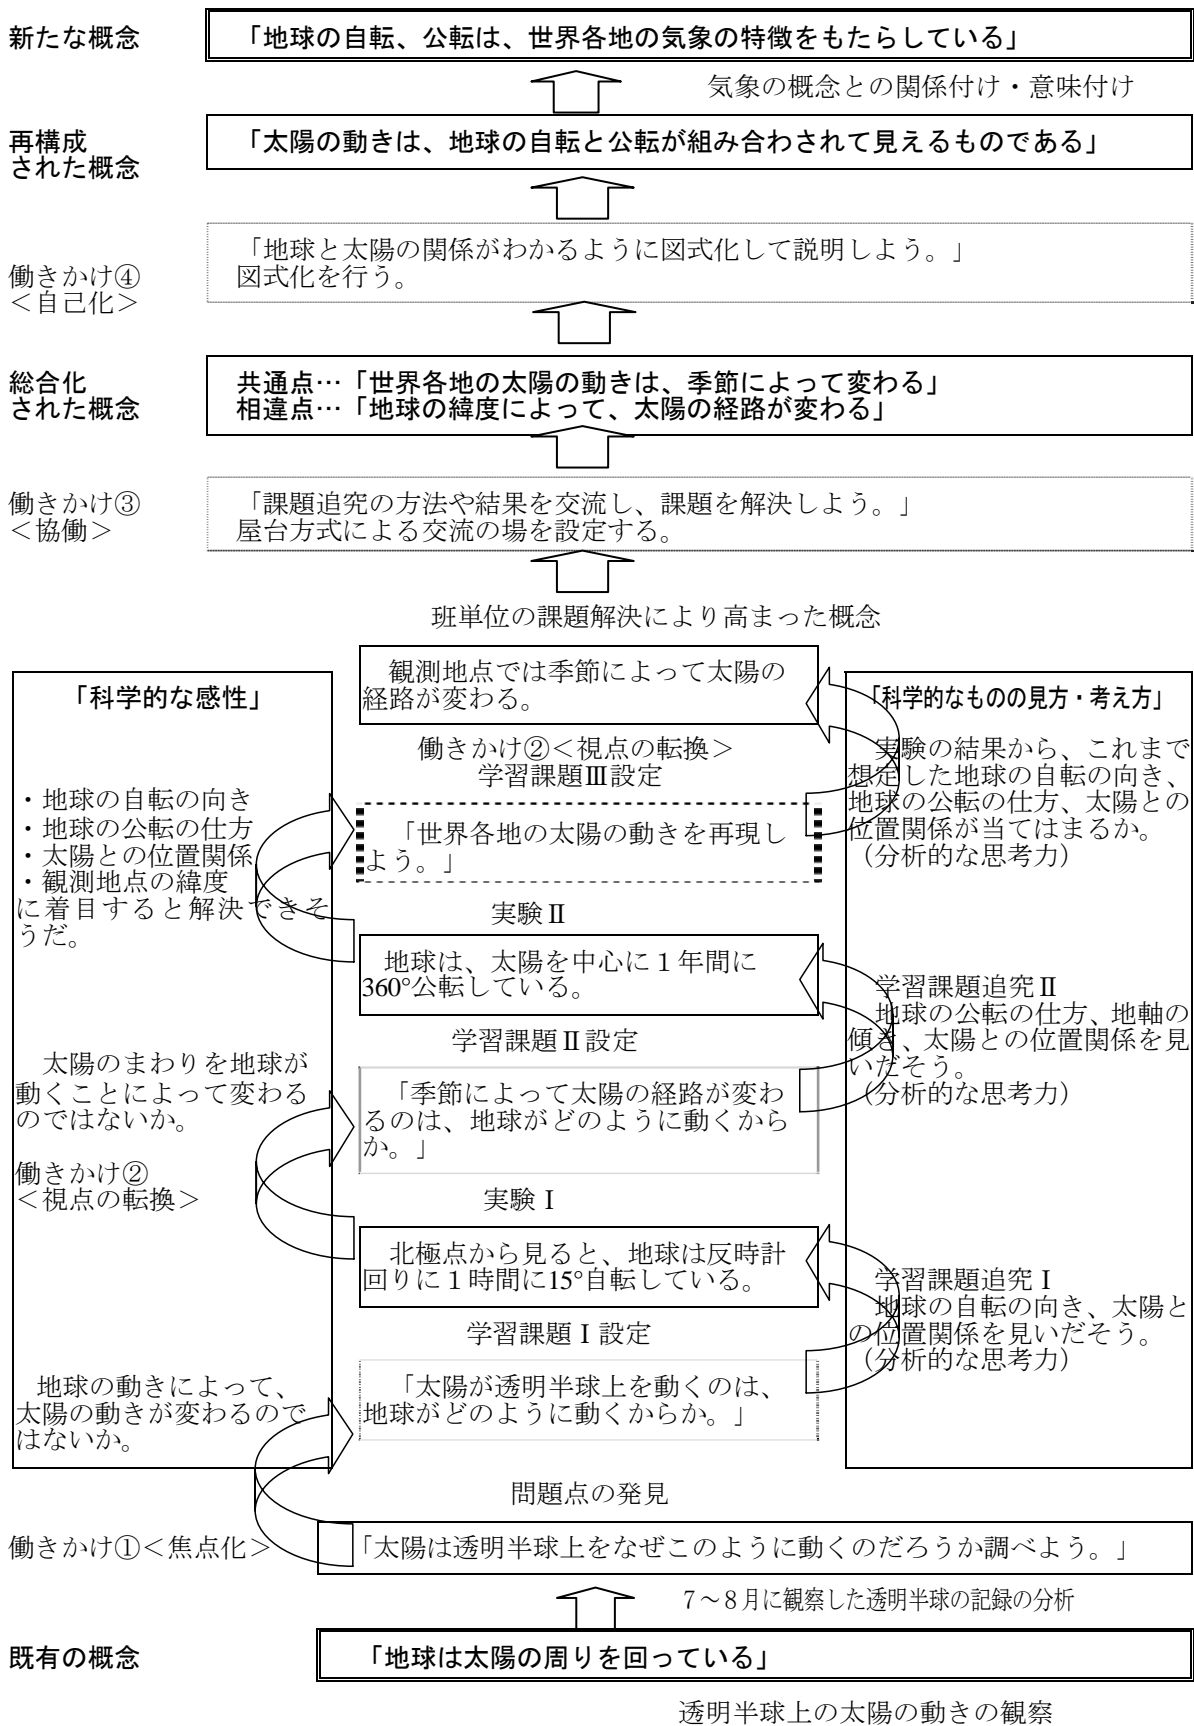 新たな概念
「地球の自転、公転は、世界各地の気象の特徴をもたらしている」
気象の概念との関係付け・意味付け
再構成
された概念
「太陽の動きは、地球の自転と公転が組み合わされて見えるものである」
働きかけ④
＜自己化＞
「地球と太陽の関係がわかるように図式化して説明しよう。」
図式化を行う。
総合化
された概念
共通点…「世界各地の太陽の動きは、季節によって変わる」
相違点…「地球の緯度によって、太陽の経路が変わる」
働きかけ③
＜協働＞
「課題追究の方法や結果を交流し、課題を解決しよう。」
屋台方式による交流の場を設定する。
班単位の課題解決により高まった概念
「科学的な感性」
・地球の自転の向き
・地球の公転の仕方
・太陽との位置関係
・観測地点の緯度
に着目すると解決できそ
うだ。
太陽のまわりを地球が
動くことによって変わる
のではないか。
働きかけ②
＜視点の転換＞
地球の動きによって、
太陽の動きが変わるので
はないか。
観測地点では季節によって太陽の
経路が変わる。
働きかけ②＜視点の転換＞
学習課題Ⅲ設定
「世界各地の太陽の動きを再現し
よう。」
実験Ⅱ
地球は、太陽を中心に１年間に
360°公転している。
学習課題Ⅱ設定
「季節によって太陽の経路が変わ
るのは、地球がどのように動くから
か。」
実験Ⅰ
北極点から見ると、地球は反時計
回りに１時間に15°自転している。
学習課題Ⅰ設定
「太陽が透明半球上を動くのは、
地球がどのように動くからか。」
「科学的なものの見方・考え方」
実験の結果から、これまで
想定した地球の自転の向き、
地球の公転の仕方、太陽との
位置関係が当てはまるか。
（分析的な思考力）
学習課題追究Ⅱ
地球の公転の仕方、地軸の
傾き、太陽との位置関係を見
いだそう。
（分析的な思考力）
学習課題追究Ⅰ
地球の自転の向き、太陽と
の位置関係を見いだそう。
（分析的な思考力）
問題点の発見
働きかけ①＜焦点化＞
「太陽は透明半球上をなぜこのように動くのだろうか調べよう。」
7～8月に観察した透明半球の記録の分析
既有の概念
「地球は太陽の周りを回っている」
透明半球上の太陽の動きの観察